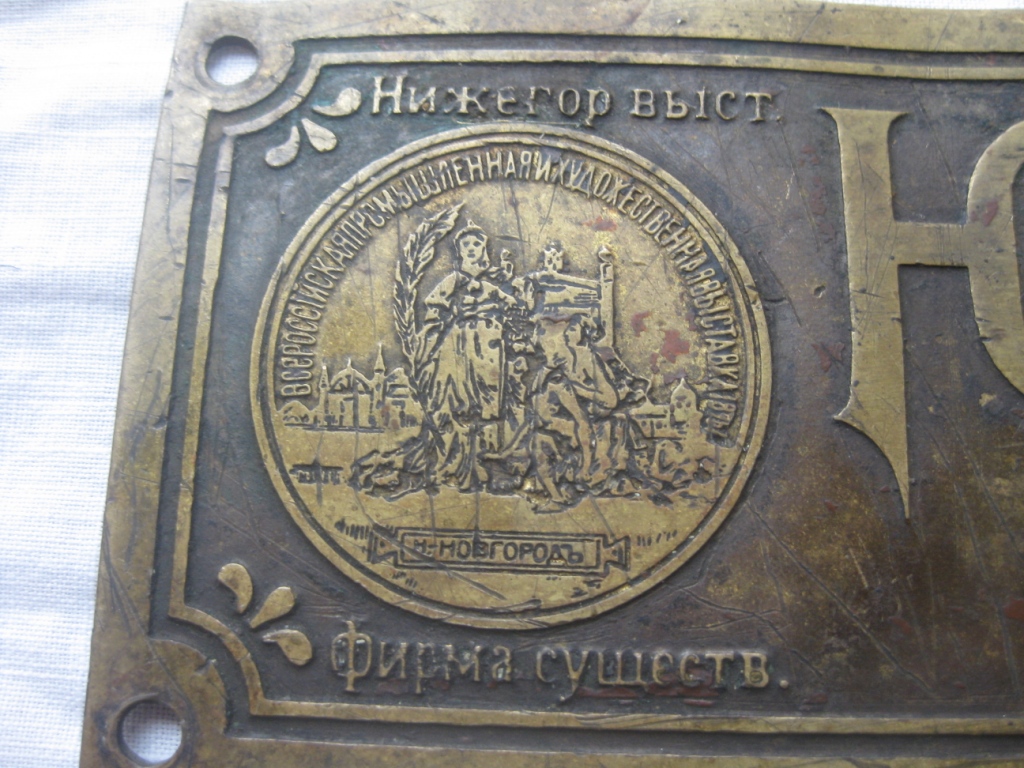 Нижегор выст.
ВСЕРОССІЙСКАЯ ПРОМЫШЛЕННАЯ И ХУДОЖЕСТВЕННАЯ ВЫСТАВКА
Н-НОВГОРОДЪ
Фирма существ.